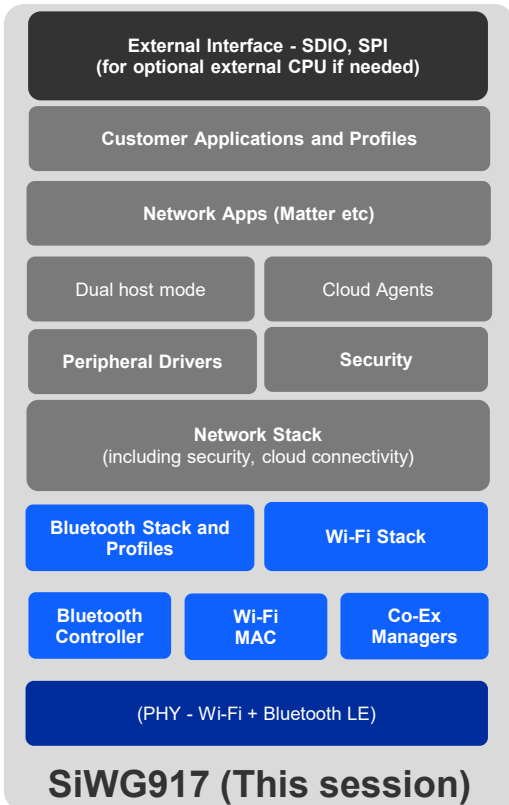 External Interface - SDIO, SPI
(for optional external CPU if needed)
Customer Applications and Profiles
Network Apps (Matter etc)
Dual host mode
Cloud Agents
Peripheral Drivers
Security
Network Stack
(including security, cloud connectivity)
Bluetooth Stack and
Profiles
Wi-Fi Stack
Bluetooth
Controller
Wi-Fi
MAC
Co-Ex
Managers
(PHY - Wi-Fi + Bluetooth LE)
SiWG917 (This session)